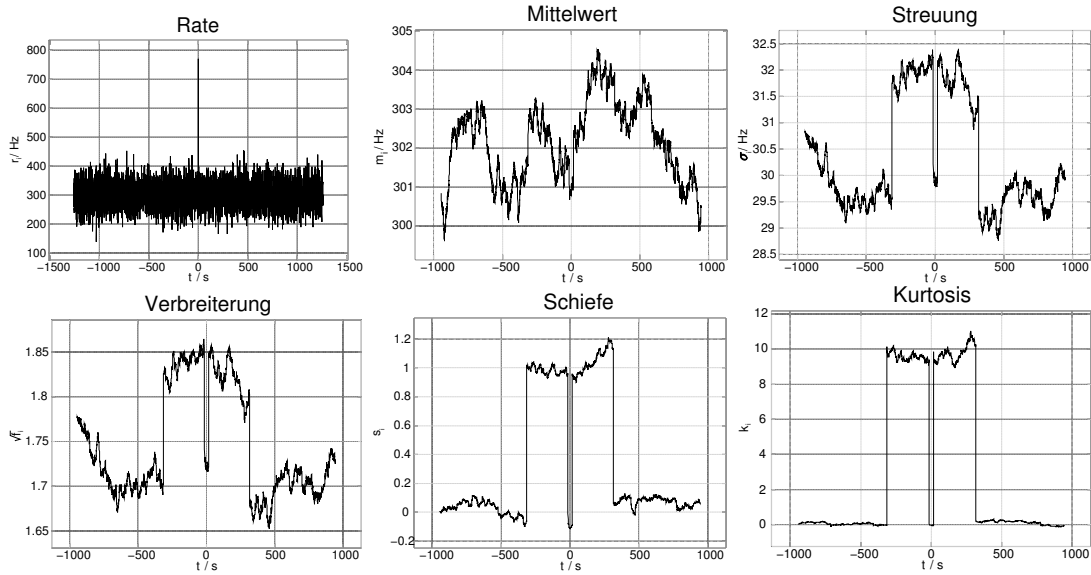 Rate
800
700
600
500
400
300
200
100
r_i / Hz
−1500 −1000 −500 0 500 1000 1500
t / s
Mittelwert
305
304
303
302
301
300
m_i / Hz
−1000 −500 0 500 1000
t / s
Streuung
32.5
32
31.5
31
30.5
30
29.5
29
28.5
σ_i / Hz
−1000 −500 0 500 1000
t / s
Verbreiterung
1.85
1.8
1.75
1.7
1.65
√f_i
−1000 −500 0 500 1000
t / s
Schiefe
1.2
1
0.8
0.6
0.4
0.2
0
−0.2
s_i
−1000 −500 0 500 1000
t / s
Kurtosis
12
10
8
6
4
2
0
k_i
−1000 −500 0 500 1000
t / s